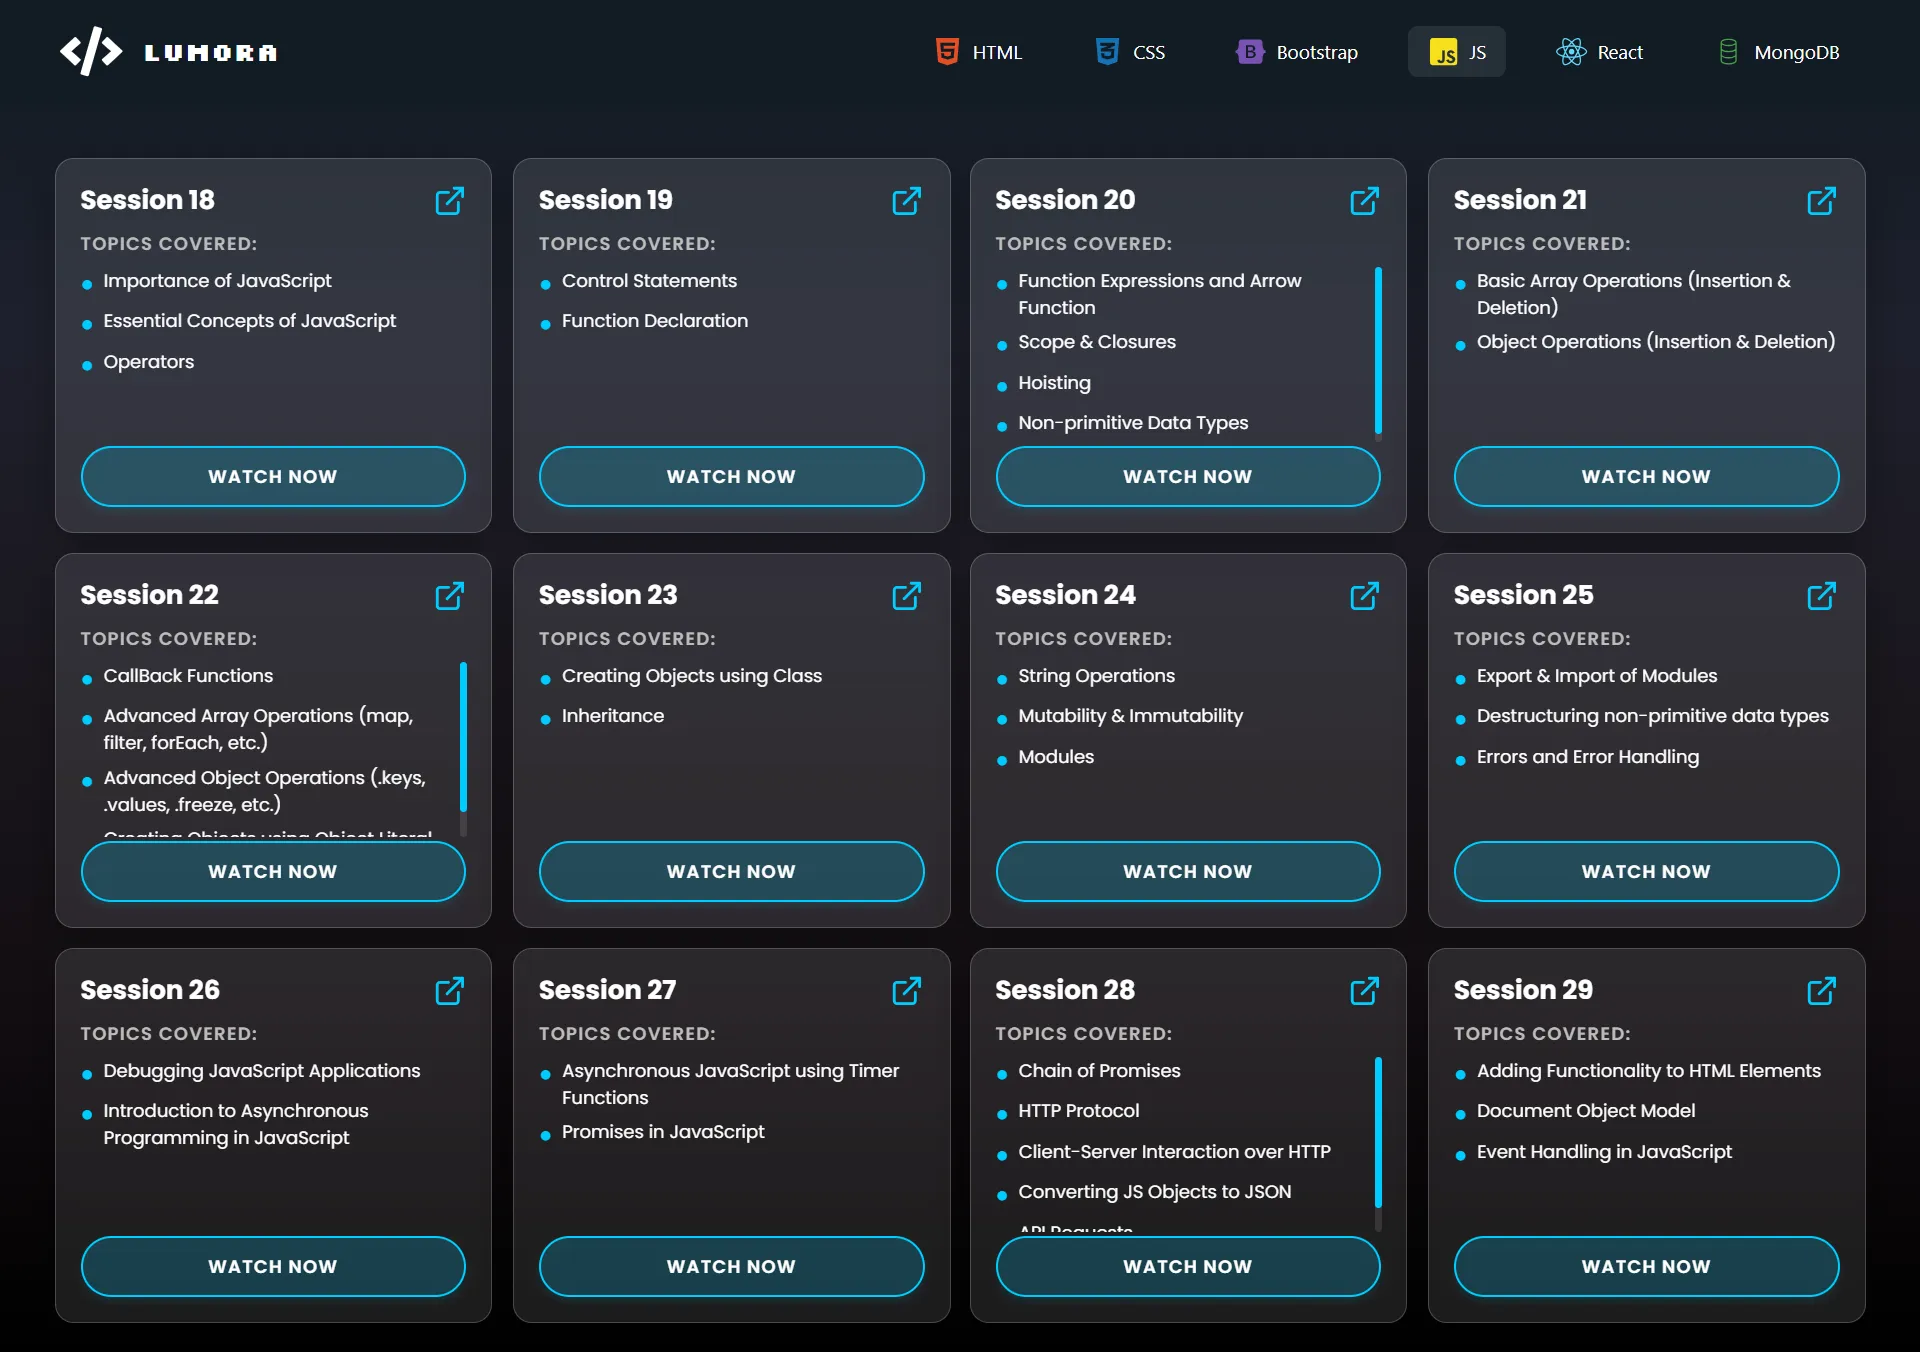 LUMORA
HTML
CSS
Bootstrap
JS
React
MongoDB
Session 18
TOPICS COVERED:
Importance of JavaScript
Essential Concepts of JavaScript
Operators
WATCH NOW
Session 19
TOPICS COVERED:
Control Statements
Function Declaration
WATCH NOW
Session 20
TOPICS COVERED:
Function Expressions and Arrow
Function
Scope & Closures
Hoisting
Non-primitive Data Types
WATCH NOW
Session 21
TOPICS COVERED:
Basic Array Operations (Insertion &
Deletion)
Object Operations (Insertion & Deletion)
WATCH NOW
Session 22
TOPICS COVERED:
CallBack Functions
Advanced Array Operations (map,
filter, forEach, etc.)
Advanced Object Operations (.keys,
.values, .freeze, etc.)
Creating Objects using Object Literal
WATCH NOW
Session 23
TOPICS COVERED:
Creating Objects using Class
Inheritance
WATCH NOW
Session 24
TOPICS COVERED:
String Operations
Mutability & Immutability
Modules
WATCH NOW
Session 25
TOPICS COVERED:
Export & Import of Modules
Destructuring non-primitive data types
Errors and Error Handling
WATCH NOW
Session 26
TOPICS COVERED:
Debugging JavaScript Applications
Introduction to Asynchronous
Programming in JavaScript
WATCH NOW
Session 27
TOPICS COVERED:
Asynchronous JavaScript using Timer
Functions
Promises in JavaScript
WATCH NOW
Session 28
TOPICS COVERED:
Chain of Promises
HTTP Protocol
Client-Server Interaction over HTTP
Converting JS Objects to JSON
API Requests
WATCH NOW
Session 29
TOPICS COVERED:
Adding Functionality to HTML Elements
Document Object Model
Event Handling in JavaScript
WATCH NOW